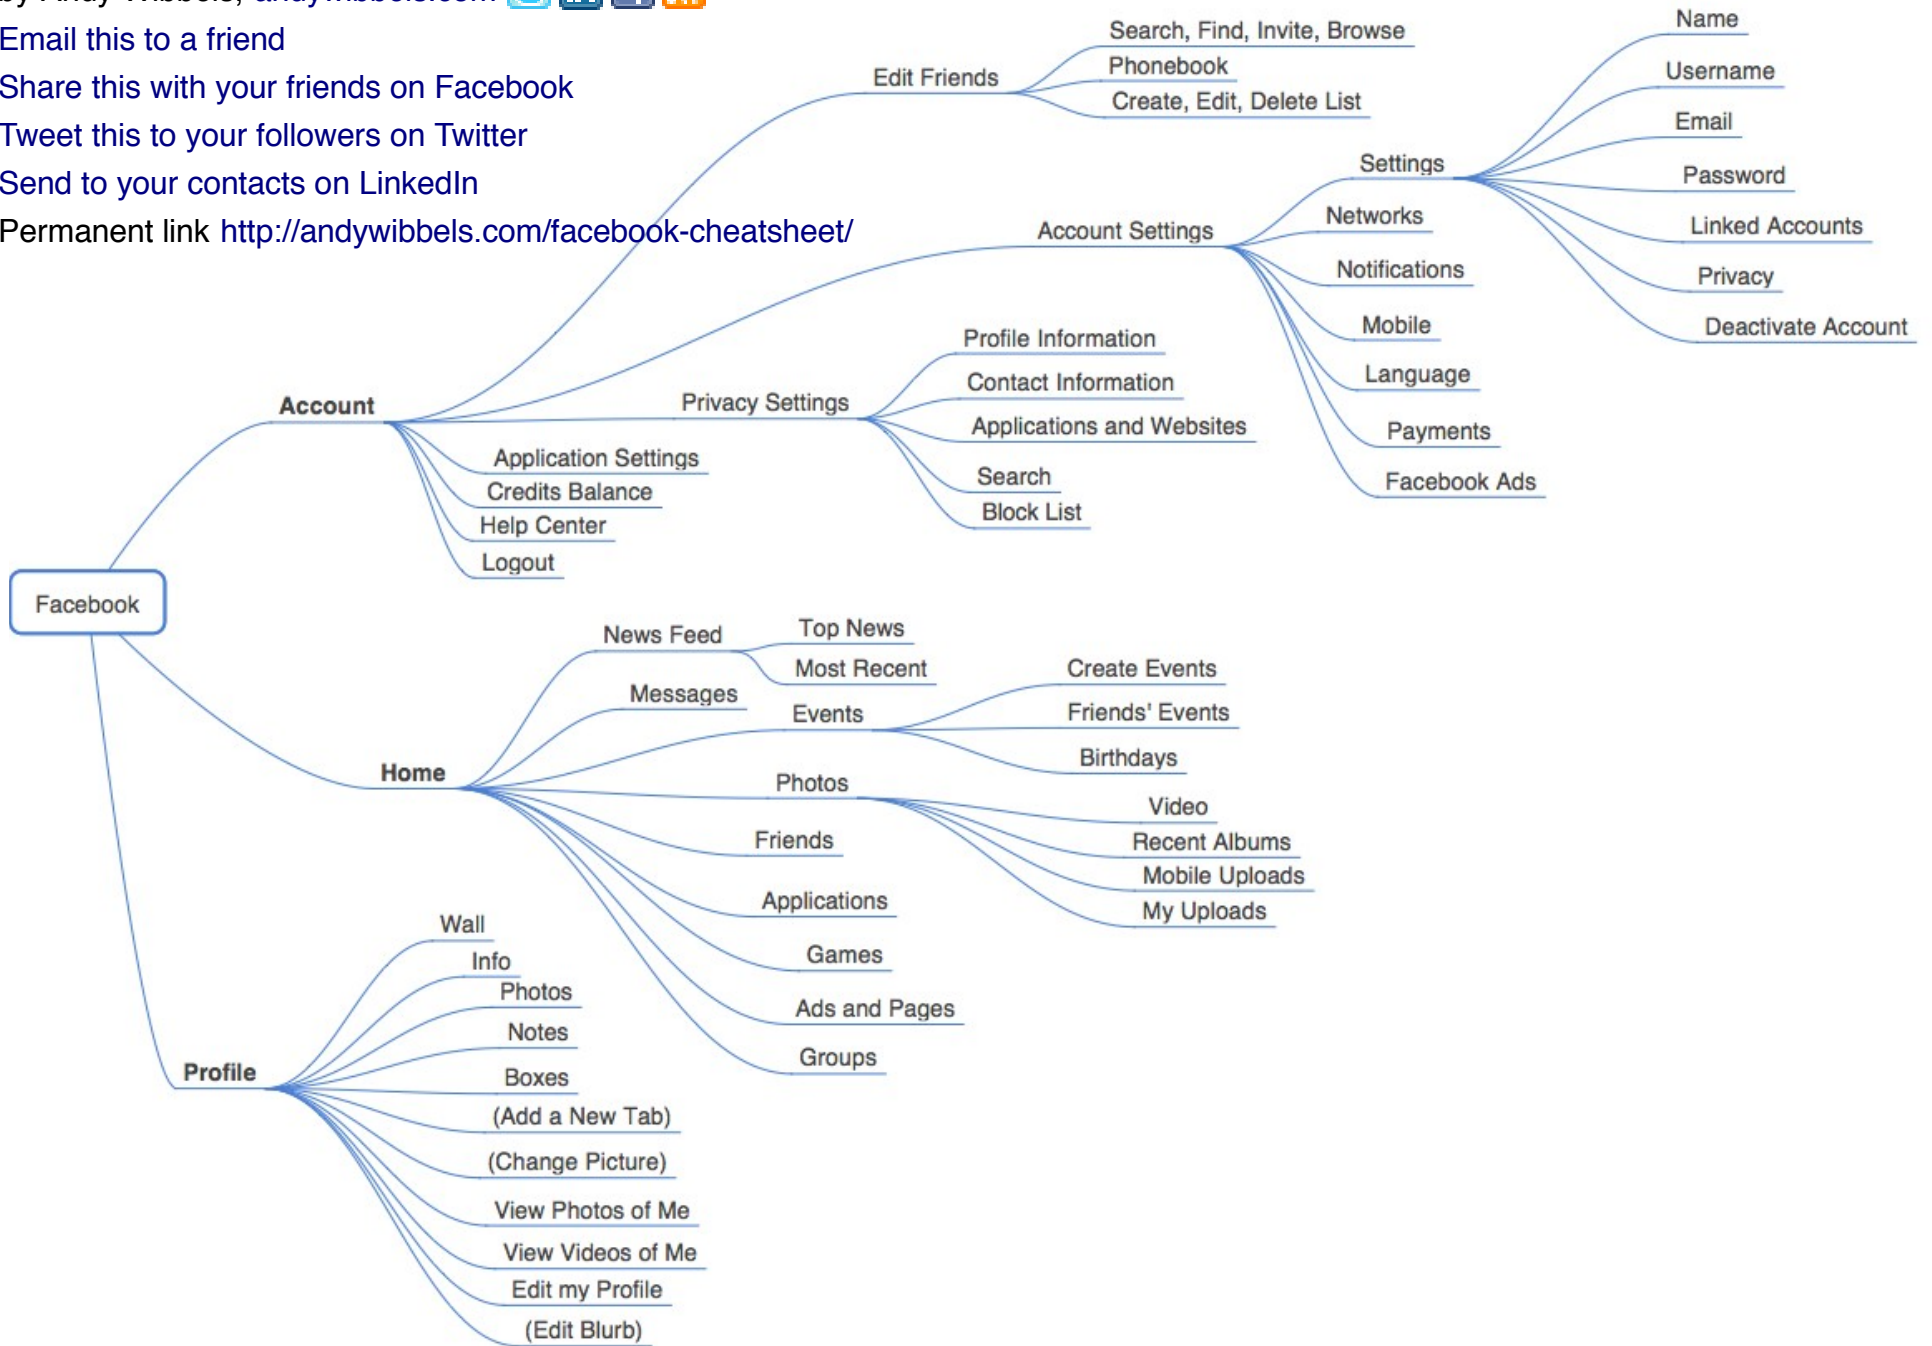 by Andy Wibbels, andywibbels.com
Email this to a friend
Share this with your friends on Facebook
Tweet this to your followers on Twitter
Send to your contacts on LinkedIn
Permanent link http://andywibbels.com/facebook-cheatsheet/
Facebook
Account
Edit Friends
Search, Find, Invite, Browse
Phonebook
Create, Edit, Delete List
Account Settings
Settings
Name
Username
Email
Password
Linked Accounts
Privacy
Deactivate Account
Networks
Notifications
Mobile
Language
Payments
Facebook Ads
Privacy Settings
Profile Information
Contact Information
Applications and Websites
Search
Block List
Application Settings
Credits Balance
Help Center
Logout
Home
News Feed
Top News
Most Recent
Messages
Events
Create Events
Friends' Events
Birthdays
Photos
Video
Recent Albums
Mobile Uploads
My Uploads
Friends
Applications
Games
Ads and Pages
Groups
Profile
Wall
Info
Photos
Notes
Boxes
(Add a New Tab)
(Change Picture)
View Photos of Me
View Videos of Me
Edit my Profile
(Edit Blurb)